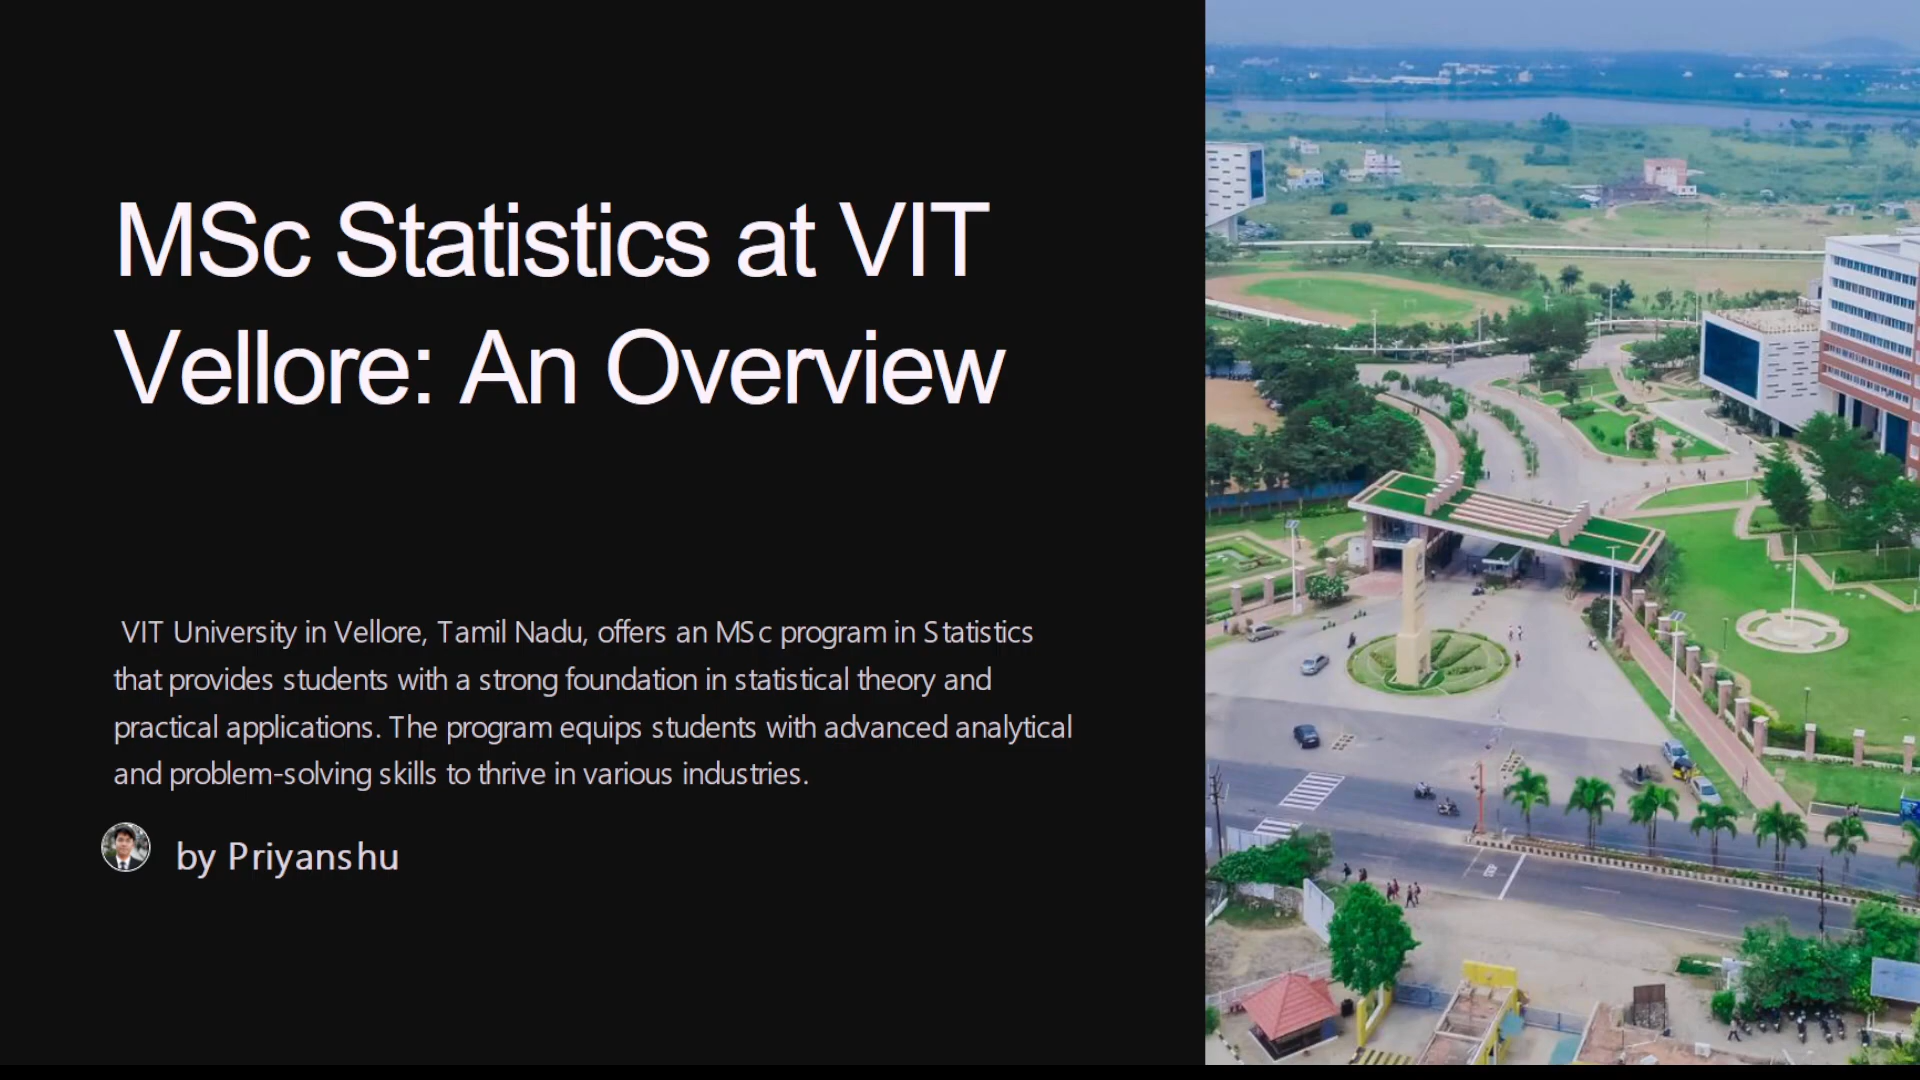 MSc Statistics at VIT
Vellore: An Overview
VIT University in Vellore, Tamil Nadu, offers an MSc program in Statistics
that provides students with a strong foundation in statistical theory and
practical applications. The program equips students with advanced analytical
and problem-solving skills to thrive in various industries.
by Priyanshu